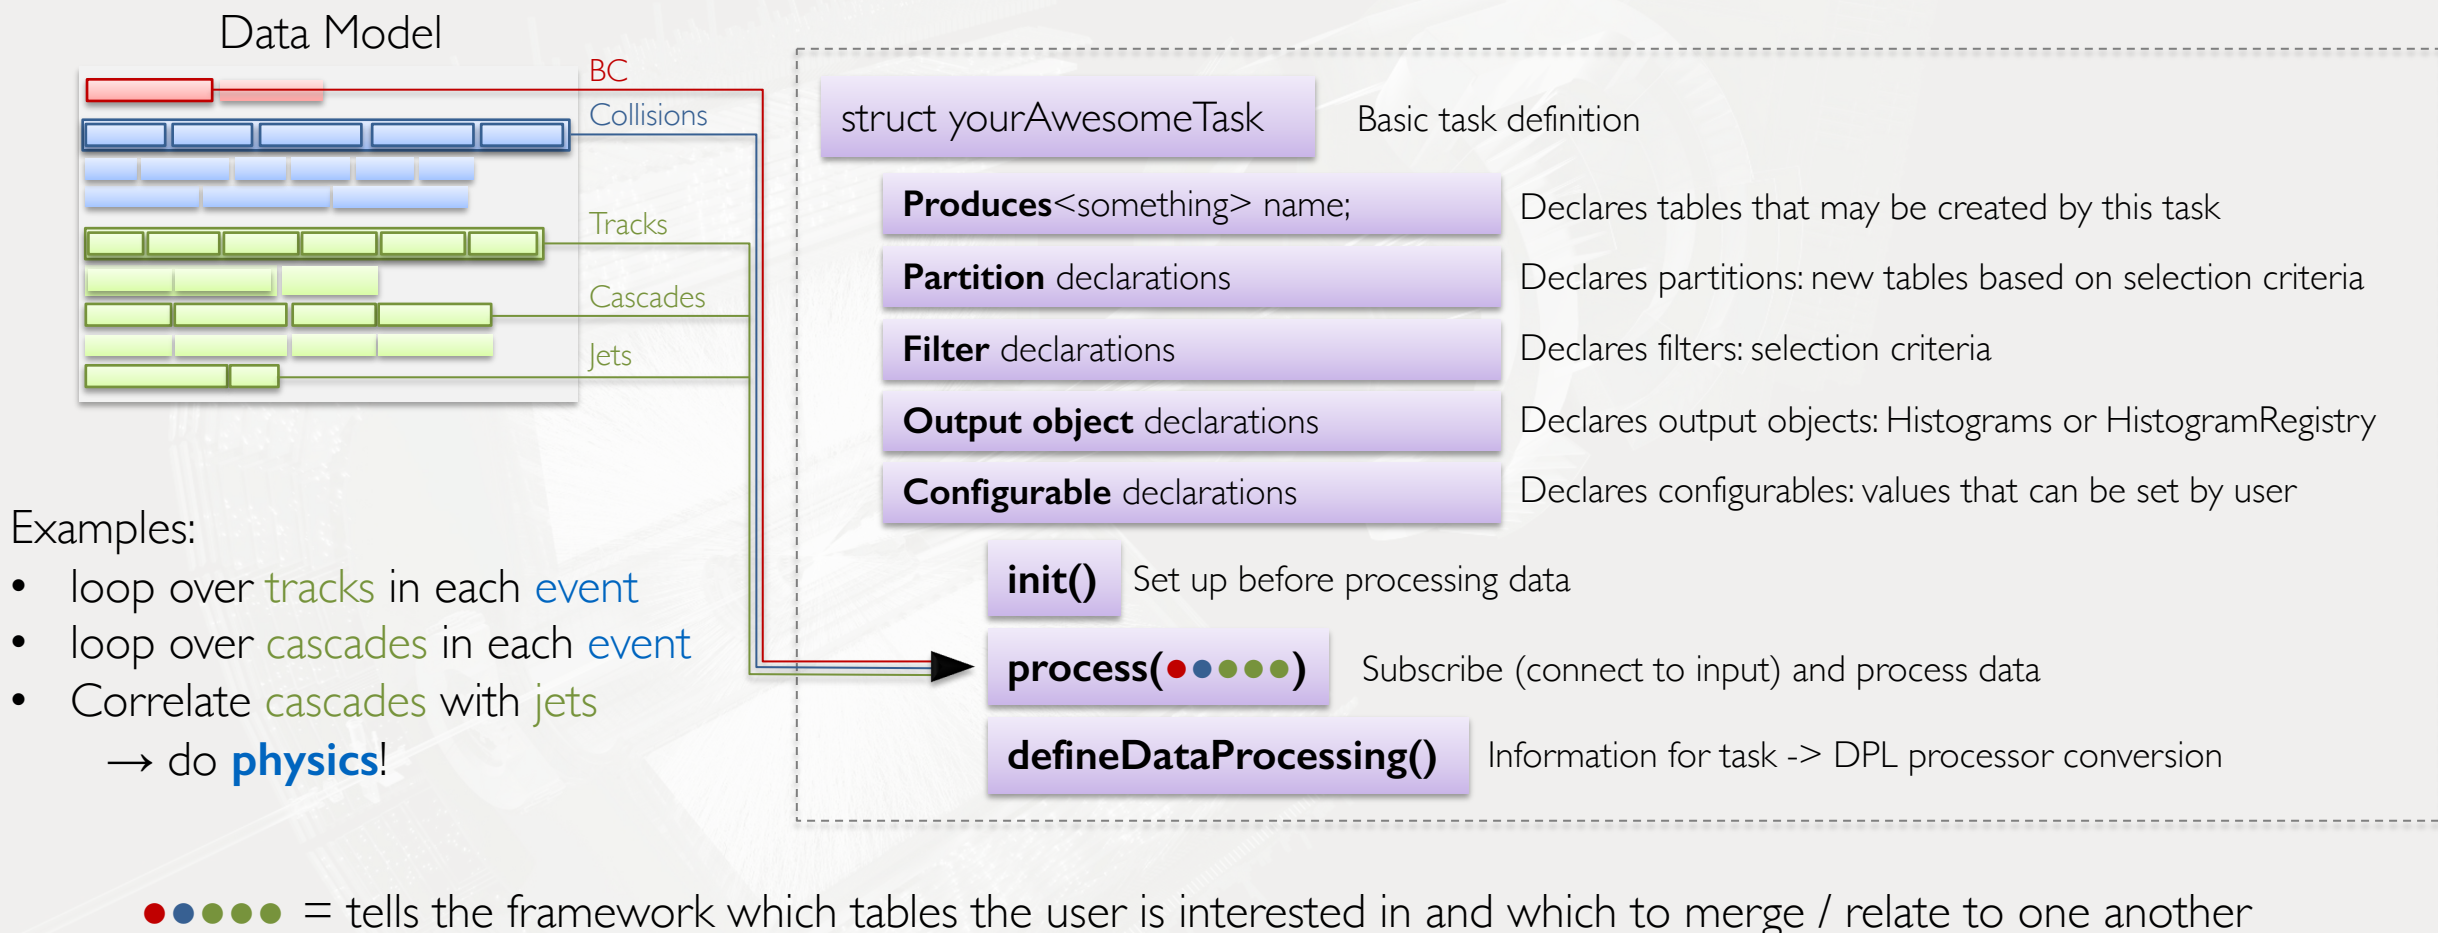 Data Model
BC
Collisions
Tracks
Cascades
Jets
struct yourAwesomeTask
Basic task definition
Produces<something> name;
Declares tables that may be created by this task
Partition declarations
Declares partitions: new tables based on selection criteria
Filter declarations
Declares filters: selection criteria
Output object declarations
Declares output objects: Histograms or HistogramRegistry
Configurable declarations
Declares configurables: values that can be set by user
init()
Set up before processing data
process(●●●●●)
Subscribe (connect to input) and process data
defineDataProcessing()
Information for task -> DPL processor conversion
Examples:
• loop over tracks in each event
• loop over cascades in each event
• Correlate cascades with jets
→ do physics!
●●●●● = tells the framework which tables the user is interested in and which to merge / relate to one another